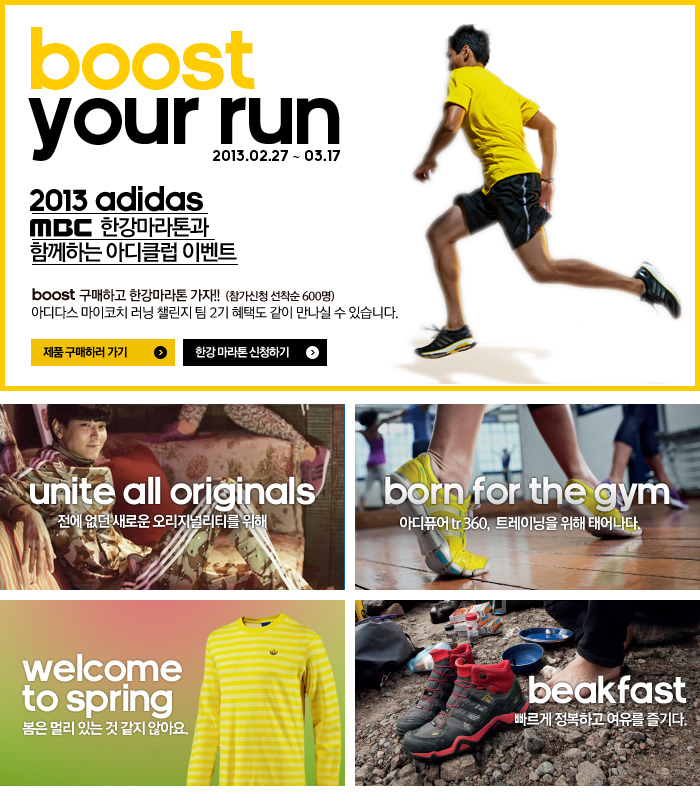 boost
your run
2013.02.27 ~ 03.17
2013 adidas
MBC 한강마라톤과
함께하는 아디클럽 이벤트
boost 구매하고 한강마라톤 가자!! (참가신청 선착순 600명)
아디다스 마이코치 러닝 챌린지 팀 2기 혜택도 같이 만나실 수 있습니다.
제품 구매하러 가기
한강 마라톤 신청하기
unite all originals
전에 없던 새로운 오리지널리티를 위해
born for the gym
아디퓨어 tr 360, 트레이닝을 위해 태어나다.
welcome
to spring
봄은 멀리 있는 것 같지 않아요.
beakfast
빠르게 정복하고 여유를 즐기다.